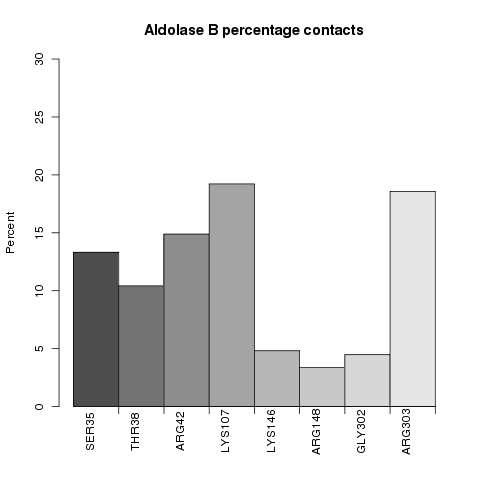 Aldolase B percentage contacts
Percent
30
25
20
15
10
5
0
SER35
THR38
ARG42
LYS107
LYS146
ARG148
GLY302
ARG303